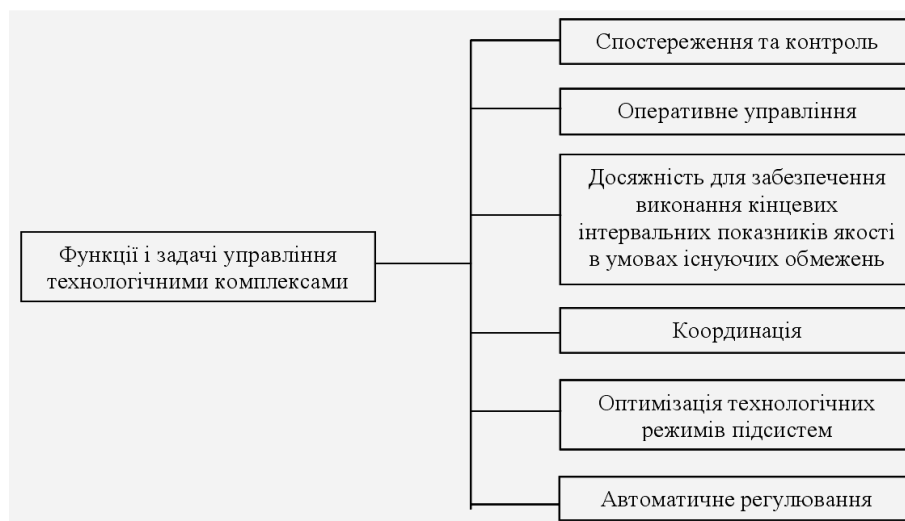 Спостереження та контроль
Оперативне управління
Досяжність для забезпечення
виконання кінцевих
інтервальних показників якості
в умовах існуючих обмежень
Функції і задачі управління
технологічними комплексами
Координація
Оптимізація технологічних
режимів підсистем
Автоматичне регулювання